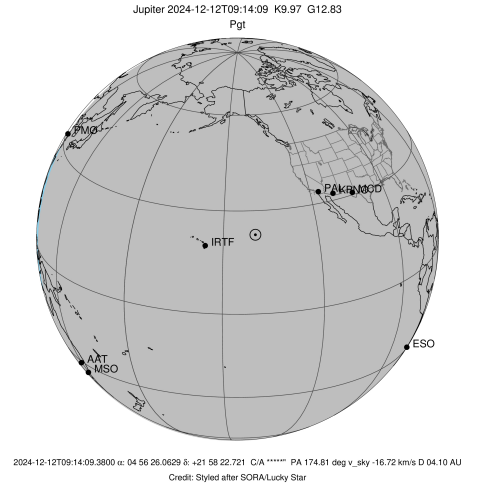 Jupiter 2024-12-12T09:14:09  K9.97  G12.83
Pgt
PMO
PAL
KPNO
MCD
IRTF
ESO
AAT
MSO
2024-12-12T09:14:09.3800 α: 04 56 26.0629 δ: +21 58 22.721  C/A *****"  PA 174.81 deg v_sky -16.72 km/s D 04.10 AU
Credit: Styled after SORA/Lucky Star